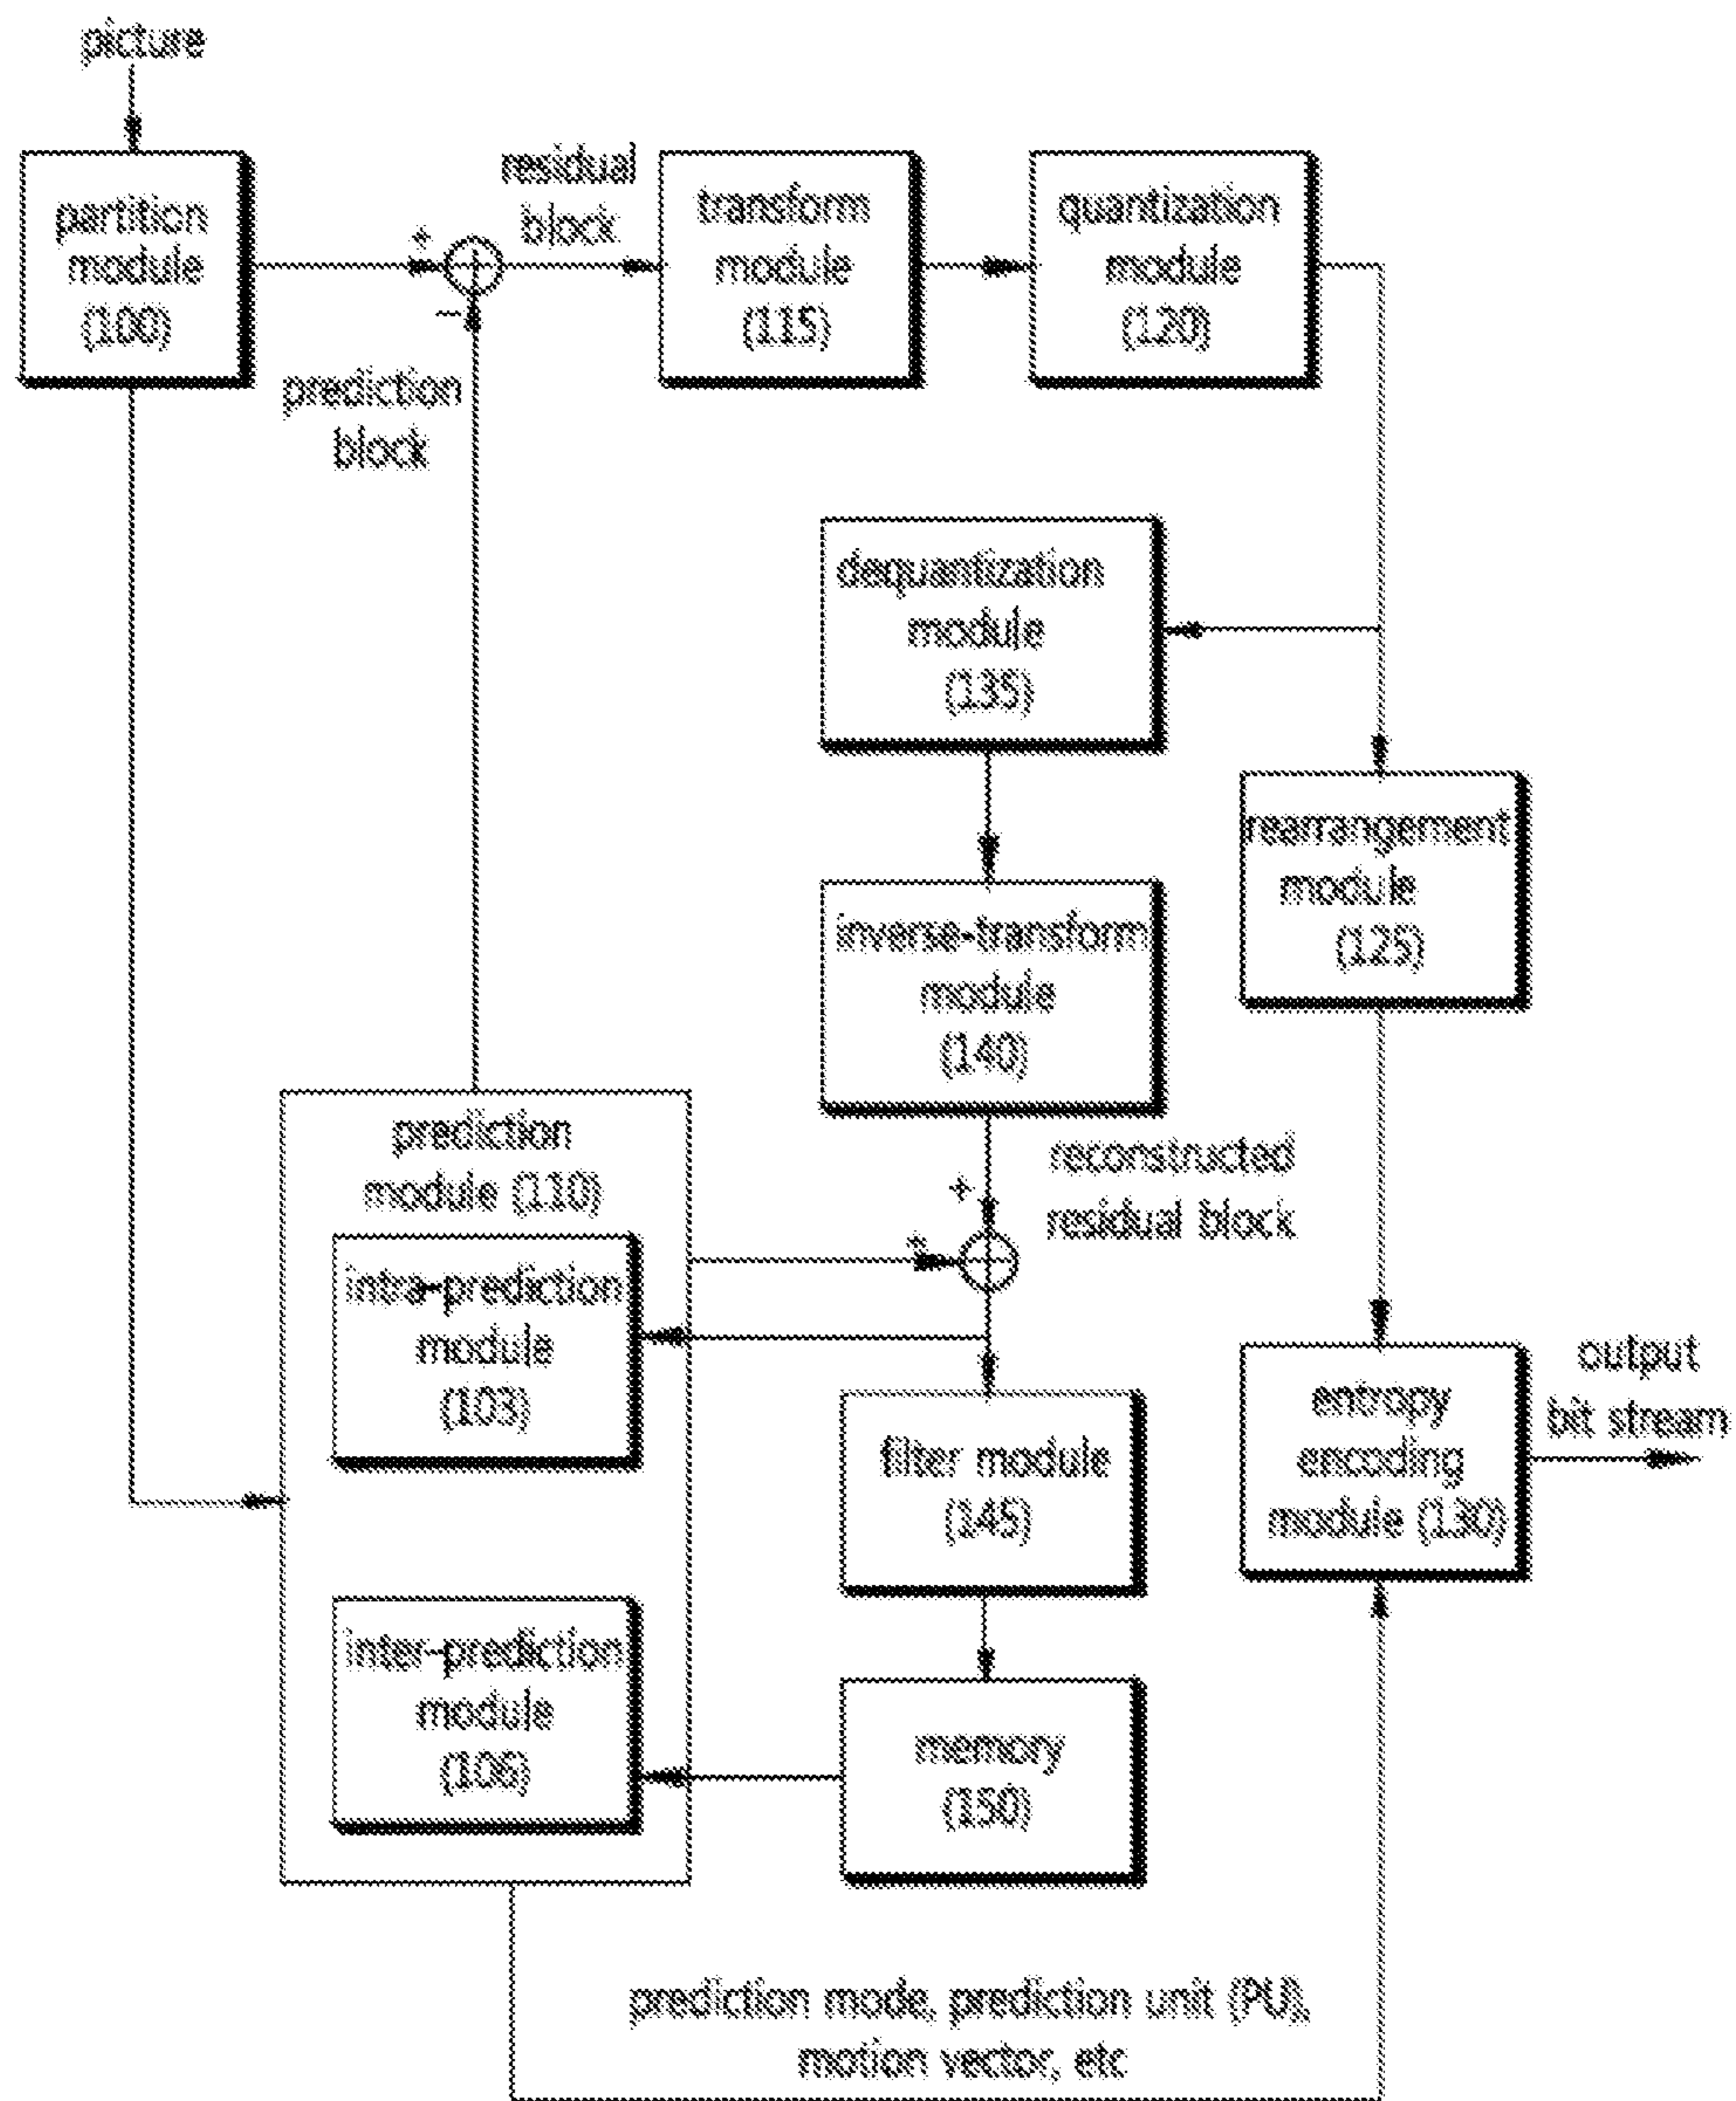 picture
partition
module
(100)
+
−
residual
block
prediction
block
transform
module
(115)
quantization
module
(120)
dequantization
module
(135)
rearrangement
module
(125)
inverse-transform
module
(140)
reconstructed
residual block
+
+
prediction
module (110)
intra-prediction
module
(103)
inter-prediction
module
(106)
filter module
(145)
memory
(150)
entropy
encoding
module (130)
output
bit stream
prediction mode, prediction unit (PU),
motion vector, etc